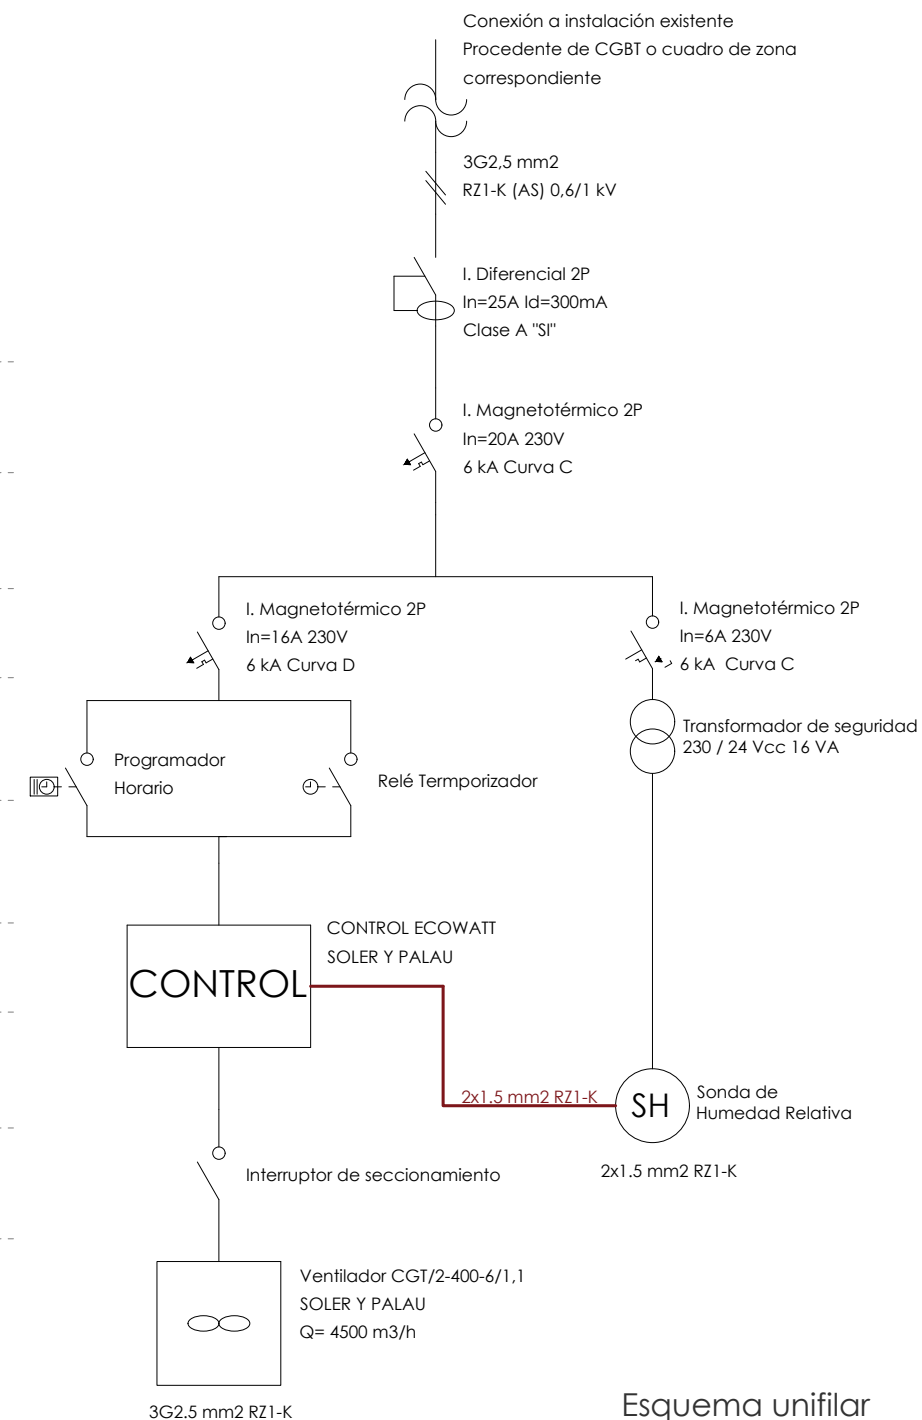 Conexión a instalación existente
Procedente de CGBT o cuadro de zona
correspondiente
3G2,5 mm2
RZ1-K (AS) 0,6/1 kV
I. Diferencial 2P
In=25A Id=300mA
Clase A "SI"
I. Magnetotérmico 2P
In=20A 230V
6 kA Curva C
I. Magnetotérmico 2P
In=16A 230V
6 kA Curva D
I. Magnetotérmico 2P
In=6A 230V
6 kA Curva C
Transformador de seguridad
230 / 24 Vcc 16 VA
Programador
Horario
Relé Termporizador
CONTROL ECOWATT
SOLER Y PALAU
CONTROL
2x1.5 mm2 RZ1-K
SH
Sonda de
Humedad Relativa
2x1.5 mm2 RZ1-K
Interruptor de seccionamiento
Ventilador CGT/2-400-6/1,1
SOLER Y PALAU
Q= 4500 m3/h
3G2.5 mm2 RZ1-K
Esquema unifilar